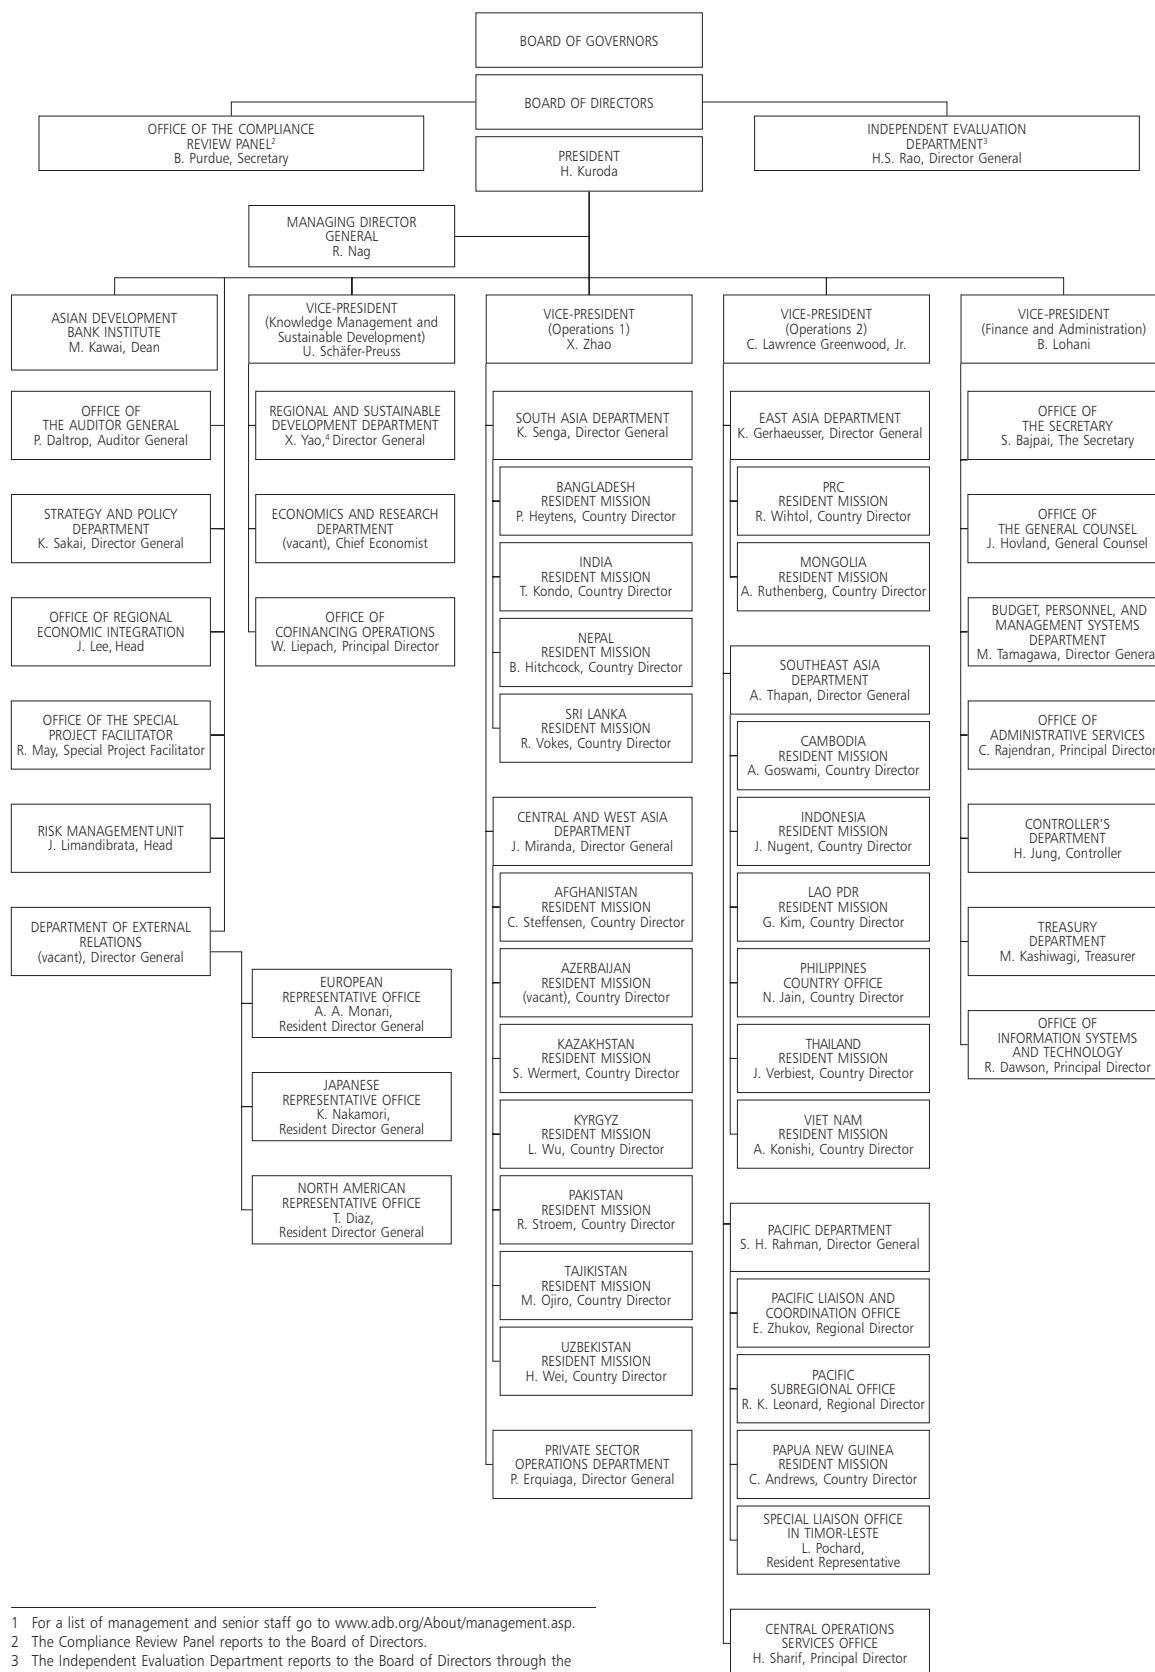 BOARD OF GOVERNORS
BOARD OF DIRECTORS
OFFICE OF THE COMPLIANCE
REVIEW PANEL2
B. Purdue, Secretary
INDEPENDENT EVALUATION
DEPARTMENT3
H.S. Rao, Director General
PRESIDENT
H. Kuroda
MANAGING DIRECTOR
GENERAL
R. Nag
ASIAN DEVELOPMENT
BANK INSTITUTE
M. Kawai, Dean
OFFICE OF
THE AUDITOR GENERAL
P. Daltrop, Auditor General
STRATEGY AND POLICY
DEPARTMENT
K. Sakai, Director General
OFFICE OF REGIONAL
ECONOMIC INTEGRATION
J. Lee, Head
OFFICE OF THE SPECIAL
PROJECT FACILITATOR
R. May, Special Project Facilitator
RISK MANAGEMENT UNIT
J. Limandibrata, Head
DEPARTMENT OF EXTERNAL
RELATIONS
(vacant), Director General
EUROPEAN
REPRESENTATIVE OFFICE
A. A. Monari,
Resident Director General
JAPANESE
REPRESENTATIVE OFFICE
K. Nakamori,
Resident Director General
NORTH AMERICAN
REPRESENTATIVE OFFICE
T. Diaz,
Resident Director General
VICE-PRESIDENT
(Knowledge Management and
Sustainable Development)
U. Schäfer-Preuss
REGIONAL AND SUSTAINABLE
DEVELOPMENT DEPARTMENT
X. Yao,4 Director General
ECONOMICS AND RESEARCH
DEPARTMENT
(vacant), Chief Economist
OFFICE OF
COFINANCING OPERATIONS
W. Liepach, Principal Director
VICE-PRESIDENT
(Operations 1)
X. Zhao
SOUTH ASIA DEPARTMENT
K. Senga, Director General
BANGLADESH
RESIDENT MISSION
P. Heytens, Country Director
INDIA
RESIDENT MISSION
T. Kondo, Country Director
NEPAL
RESIDENT MISSION
B. Hitchcock, Country Director
SRI LANKA
RESIDENT MISSION
R. Vokes, Country Director
CENTRAL AND WEST ASIA
DEPARTMENT
J. Miranda, Director General
AFGHANISTAN
RESIDENT MISSION
C. Steffensen, Country Director
AZERBAIJAN
RESIDENT MISSION
(vacant), Country Director
KAZAKHSTAN
RESIDENT MISSION
S. Wermert, Country Director
KYRGYZ
RESIDENT MISSION
L. Wu, Country Director
PAKISTAN
RESIDENT MISSION
R. Stroem, Country Director
TAJIKISTAN
RESIDENT MISSION
M. Ojiro, Country Director
UZBEKISTAN
RESIDENT MISSION
H. Wei, Country Director
PRIVATE SECTOR
OPERATIONS DEPARTMENT
P. Erquiaga, Director General
VICE-PRESIDENT
(Operations 2)
C. Lawrence Greenwood, Jr.
EAST ASIA DEPARTMENT
K. Gerhaeusser, Director General
PRC
RESIDENT MISSION
R. Wihtol, Country Director
MONGOLIA
RESIDENT MISSION
A. Ruthenberg, Country Director
SOUTHEAST ASIA
DEPARTMENT
A. Thapan, Director General
CAMBODIA
RESIDENT MISSION
A. Goswami, Country Director
INDONESIA
RESIDENT MISSION
J. Nugent, Country Director
LAO PDR
RESIDENT MISSION
G. Kim, Country Director
PHILIPPINES
COUNTRY OFFICE
N. Jain, Country Director
THAILAND
RESIDENT MISSION
J. Verbiest, Country Director
VIET NAM
RESIDENT MISSION
A. Konishi, Country Director
PACIFIC DEPARTMENT
S. H. Rahman, Director General
PACIFIC LIAISON AND
COORDINATION OFFICE
E. Zhukov, Regional Director
PACIFIC
SUBREGIONAL OFFICE
R. K. Leonard, Regional Director
PAPUA NEW GUINEA
RESIDENT MISSION
C. Andrews, Country Director
SPECIAL LIAISON OFFICE
IN TIMOR-LESTE
L. Pochard,
Resident Representative
CENTRAL OPERATIONS
SERVICES OFFICE
H. Sharif, Principal Director
VICE-PRESIDENT
(Finance and Administration)
B. Lohani
OFFICE OF
THE SECRETARY
S. Bajpai, The Secretary
OFFICE OF
THE GENERAL COUNSEL
J. Hovland, General Counsel
BUDGET, PERSONNEL, AND
MANAGEMENT SYSTEMS
DEPARTMENT
M. Tamagawa, Director General
OFFICE OF
ADMINISTRATIVE SERVICES
C. Rajendran, Principal Director
CONTROLLER'S
DEPARTMENT
H. Jung, Controller
TREASURY
DEPARTMENT
M. Kashiwagi, Treasurer
OFFICE OF
INFORMATION SYSTEMS
AND TECHNOLOGY
R. Dawson, Principal Director
1 For a list of management and senior staff go to www.adb.org/About/management.asp.
2 The Compliance Review Panel reports to the Board of Directors.
3 The Independent Evaluation Department reports to the Board of Directors through the